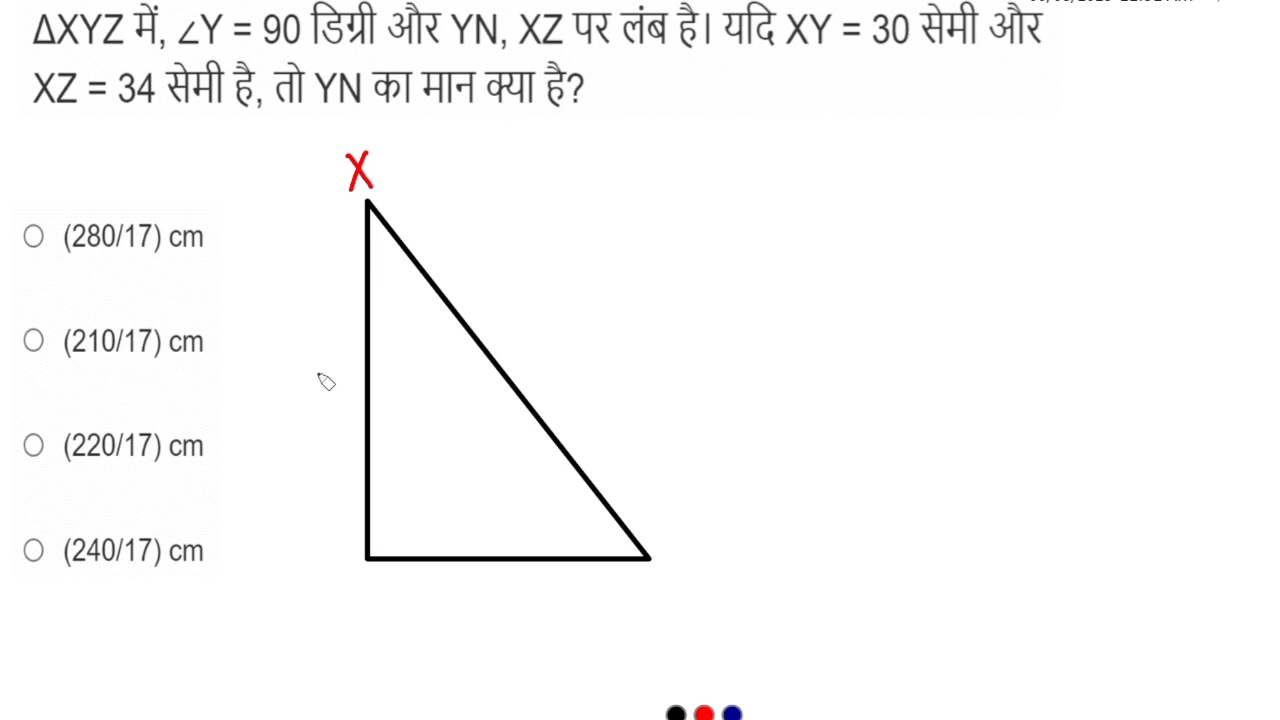 ΔXYZ में, ∠Y = 90 डिग्री और YN, XZ पर लंब है। यदि XY = 30 सेमी और
XZ = 34 सेमी है, तो YN का मान क्या है?
X
(280/17) cm
(210/17) cm
(220/17) cm
(240/17) cm